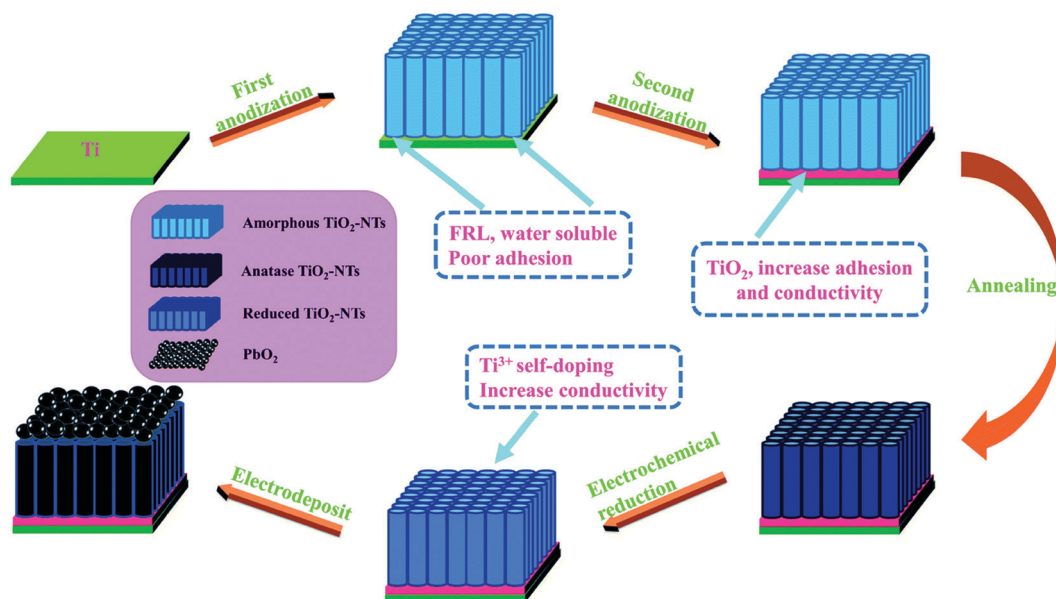 Ti
First
anodization
Second
anodization
FRL, water soluble
Poor adhesion
TiO₂, increase adhesion
and conductivity
Annealing
Amorphous TiO₂-NTs
Anatase TiO₂-NTs
Reduced TiO₂-NTs
PbO₂
Ti³⁺ self-doping
Increase conductivity
Electrochemical
reduction
Electrodeposit